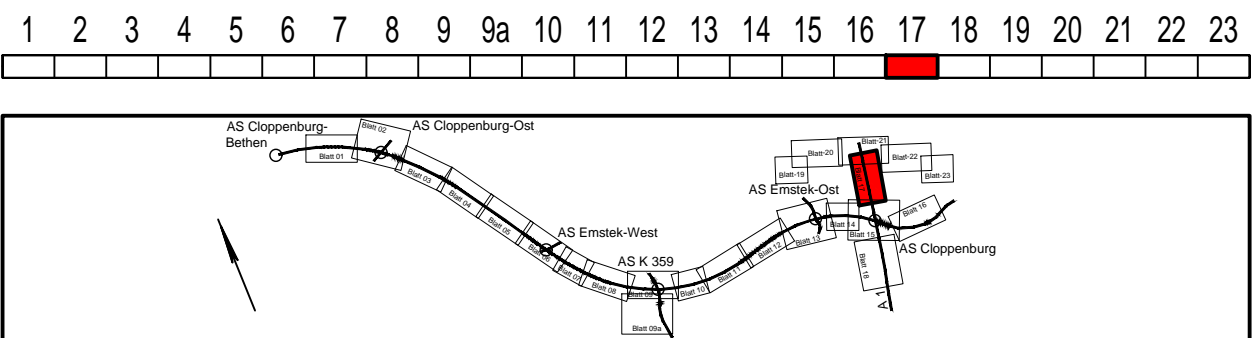 1 2 3 4 5 6 7 8 9 9a 10 11 12 13 14 15 16 17 18 19 20 21 22 23
AS Cloppenburg-
Bethen
Blatt 01
Blatt 02
AS Cloppenburg-Ost
Blatt 03
Blatt 04
Blatt 05
AS Emstek-West
Blatt 06
Blatt 07
Blatt 08
AS K 359
Blatt 09
Blatt 09a
Blatt 10
Blatt 11
Blatt 12
AS Emstek-Ost
Blatt 13
Blatt 14
Blatt 15
Blatt 16
AS Cloppenburg
Blatt 17
Blatt 18
A 1
Blatt-19
Blatt-20
Blatt-21
Blatt-22
Blatt-23